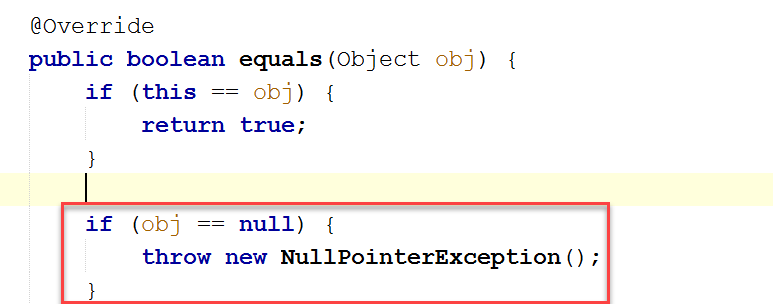 @Override
public boolean equals(Object obj) {
if (this == obj) {
return true;
}
if (obj == null) {
throw new NullPointerException();
}